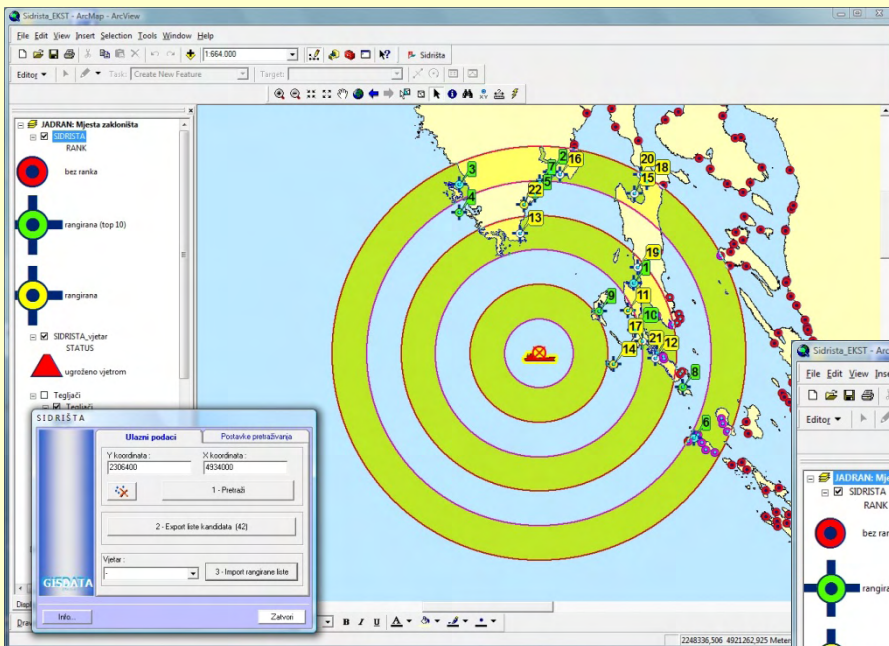 Sidrista_EKST - ArcMap - ArcView
File Edit View Insert Selection Tools Window Help
1:664.000
Sidrišta
Editor Task: Create New Feature Target:
JADRAN: Mjesta zakloništa
SIDRISTA
RANK
bez ranka
rangirana (top 10)
rangirana
SIDRISTA_vjetar
STATUS
ugroženo vjetrom
Tegljači
Tegljači
3
4
2
16
7
5
22
13
20
18
15
19
1
11
9
10
17
21
12
14
8
6
SIDRIŠTA
Ulazni podaci
Postavke pretraživanja
Y koordinata :
X koordinata :
2306400
4934000
1 - Pretraži
2 - Export liste kandidata (42)
Vjetar :
-
3 - Import rangirane liste
GISDATA
Info...
Zatvori
B I U A
2248336,506 4921262,925 Meter
Sidrista_EKST - Arc
File Edit View Inse
Editor
JADRAN: Mje
SIDRISTA
RANK
bez ran
rangira